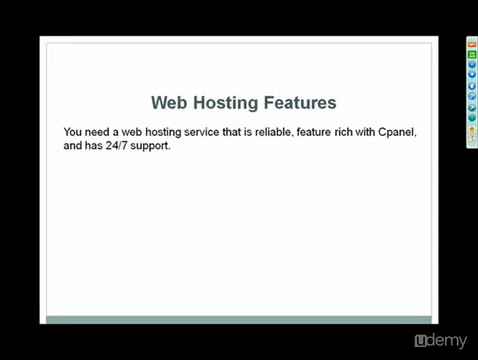 Web Hosting Features
You need a web hosting service that is reliable, feature rich with Cpanel,
and has 24/7 support.
udemy